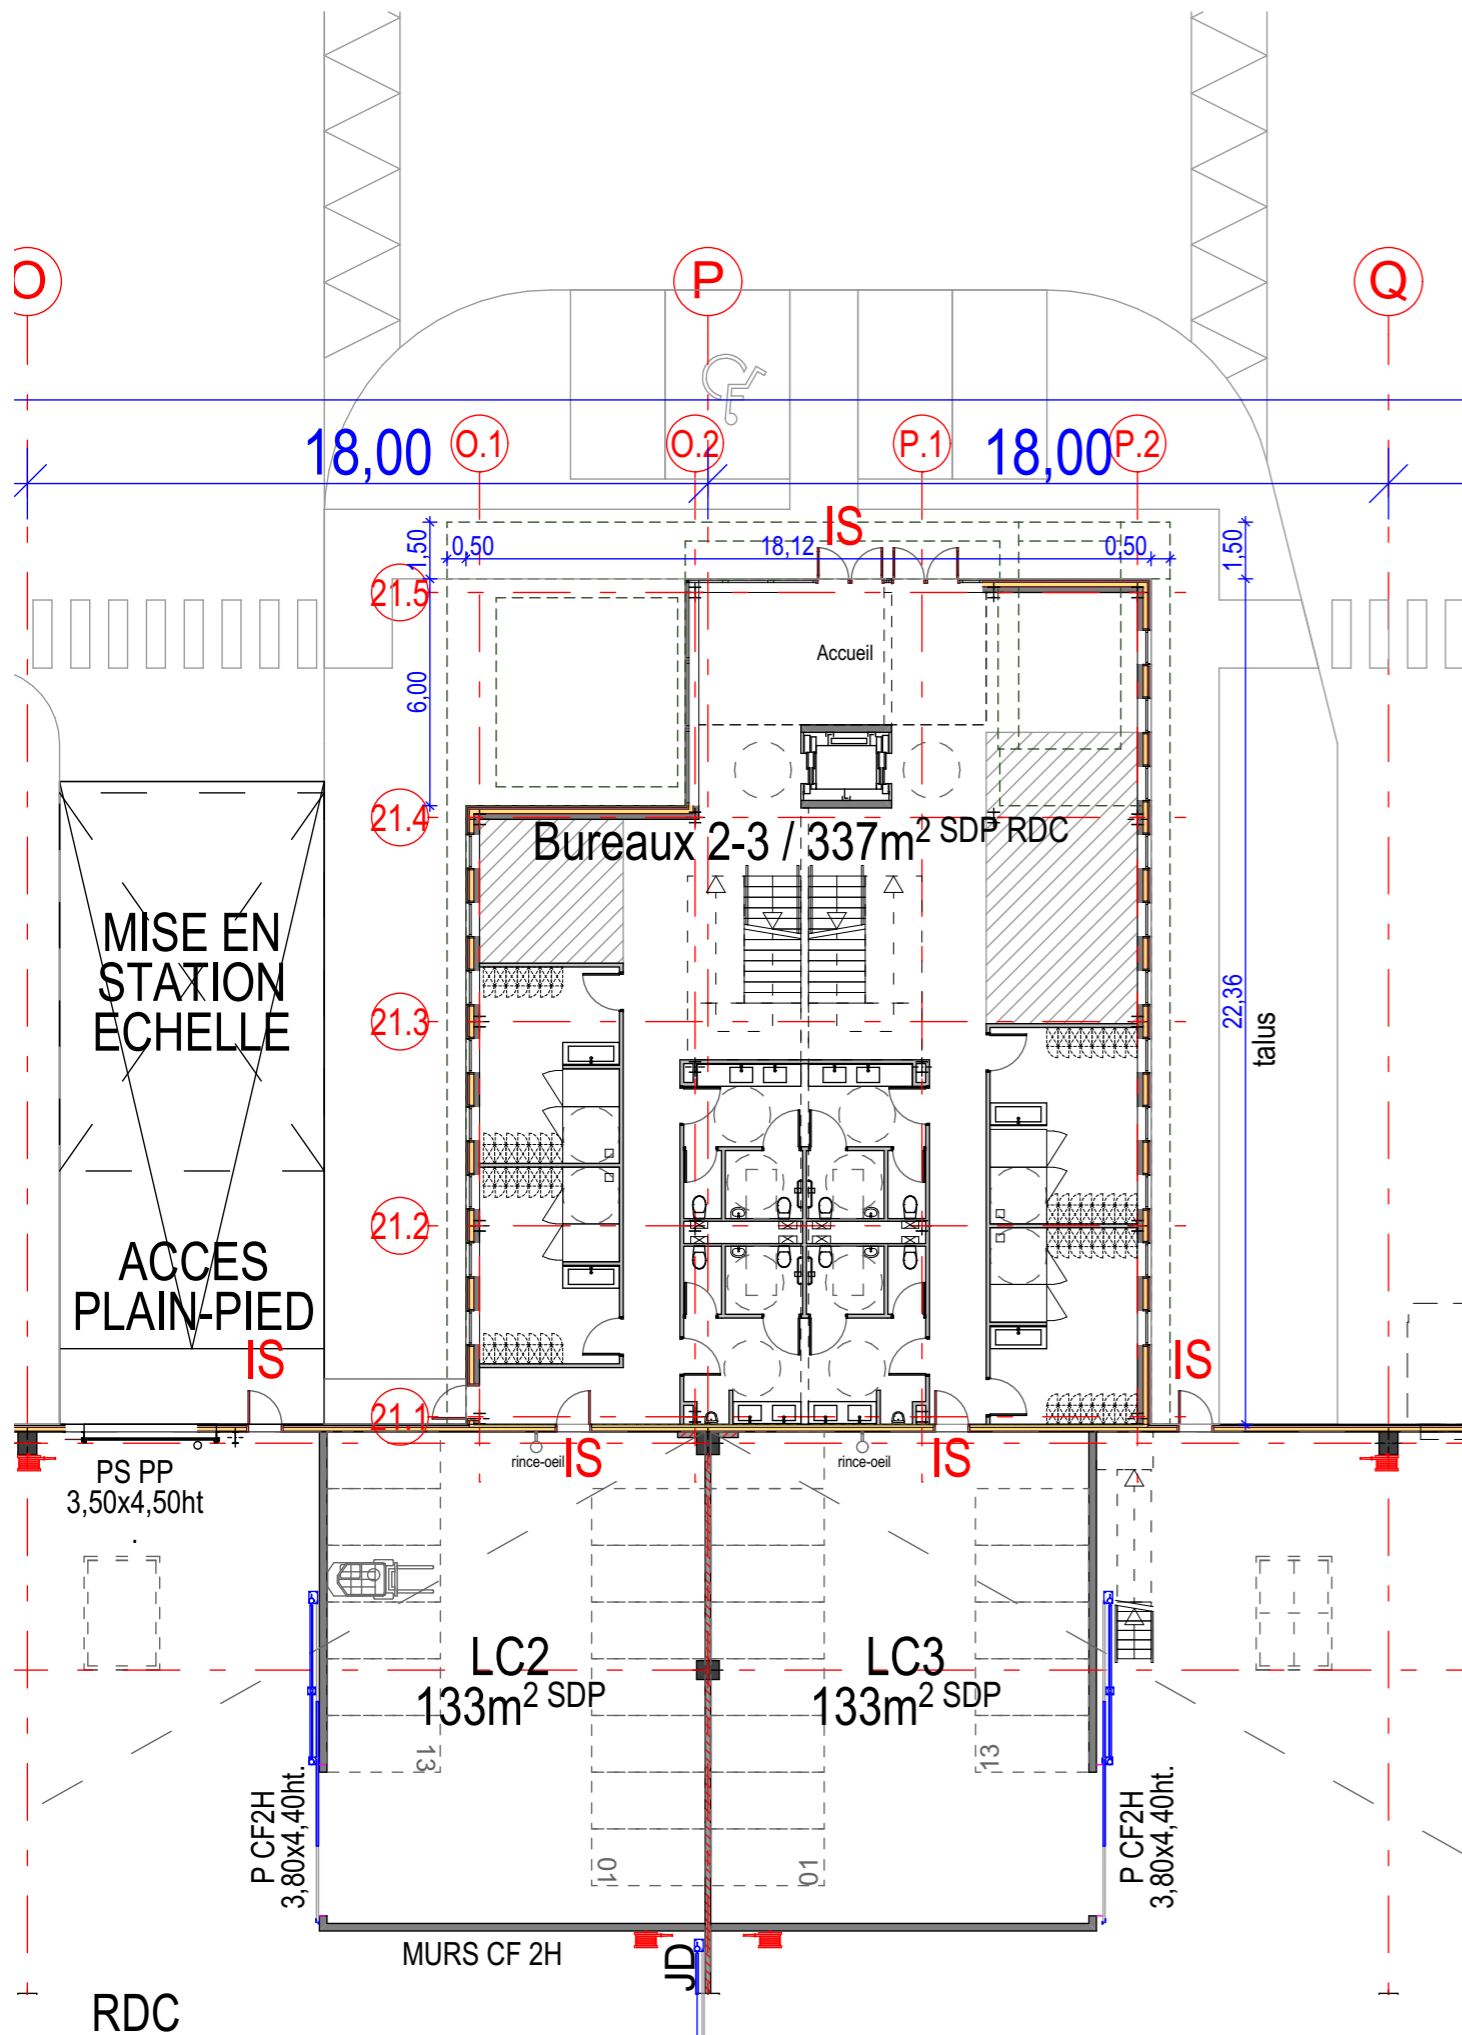 O
P
Q
18,00
O.1
O.2
P.1
18,00
P.2
IS
1,50
0,50
18,12
0,50
1,50
21.5
Accueil
6,00
21.4
Bureaux 2-3 / 337m² SDP RDC
MISE EN
STATION
ECHELLE
21.3
22,36
talus
21.2
ACCES
PLAIN-PIED
IS
IS
21.1
rince-oeil
IS
rince-oeil
IS
PS PP
3,50x4,50ht
.
LC2
133m² SDP
LC3
133m² SDP
13
13
P CF2H
3,80x4,40ht.
P CF2H
3,80x4,40ht.
01
01
MURS CF 2H
JD
RDC